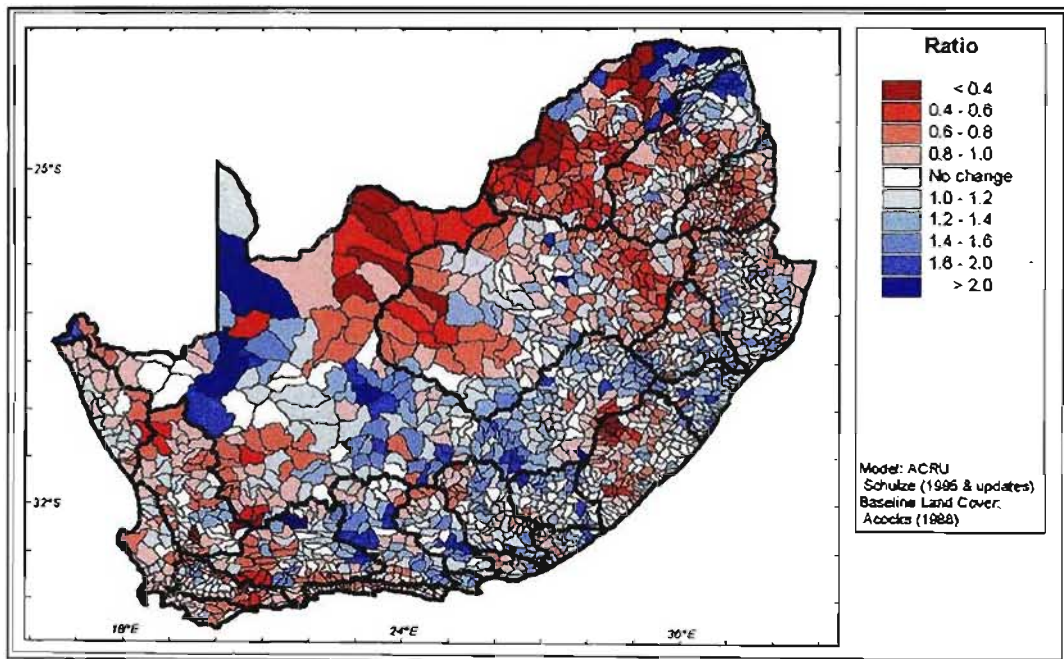 Ratio
< 0.4
0.4 - 0.6
0.6 - 0.8
0.8 - 1.0
No change
1.0 - 1.2
1.2 - 1.4
1.4 - 1.6
1.6 - 2.0
> 2.0
25°S
32°S
18°E
24°E
30°E
Model: ACRU
Schulze (1995 & updates)
Baseline Land Cover:
Acocks (1988)